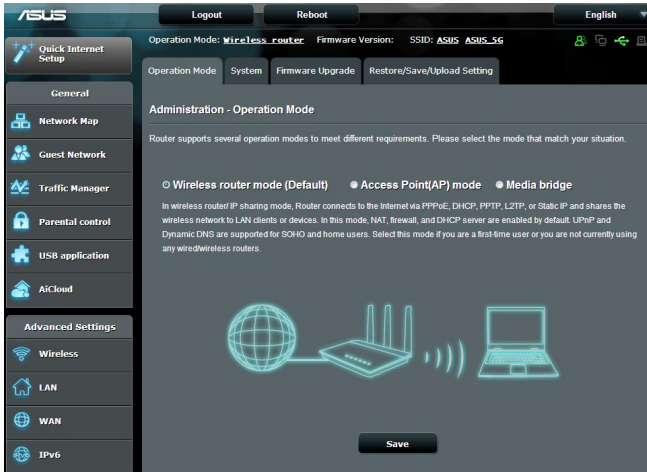 ASUS
Logout
Reboot
English
Quick Internet
Setup
Operation Mode: Wireless router Firmware Version: SSID: ASUS ASUS_5G
Operation Mode
System
Firmware Upgrade
Restore/Save/Upload Setting
General
Network Map
Guest Network
Traffic Manager
Parental control
USB application
AiCloud
Advanced Settings
Wireless
LAN
WAN
IPv6
Administration - Operation Mode
Router supports several operation modes to meet different requirements. Please select the mode that match your situation.
Wireless router mode (Default)
Access Point(AP) mode
Media bridge
In wireless router/ IP sharing mode, Router connects to the Internet via PPPoE, DHCP, PPTP, L2TP, or Static IP and shares the
wireless network to LAN clients or devices. In this mode, NAT, firewall, and DHCP server are enabled by default. UPnP and
Dynamic DNS are supported for SOHO and home users. Select this mode if you are a first-time user or you are not currently using
any wired/wireless routers.
Save